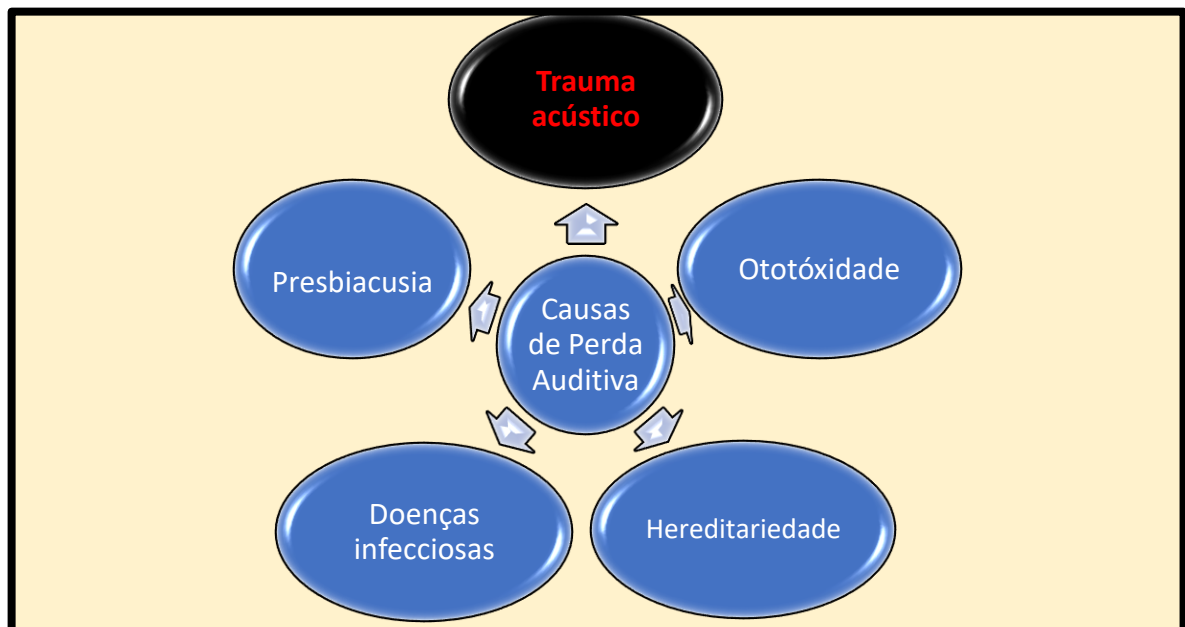 Trauma
acústico
Presbiacusia
Ototóxidade
Causas
de Perda
Auditiva
Doenças
infecciosas
Hereditariedade